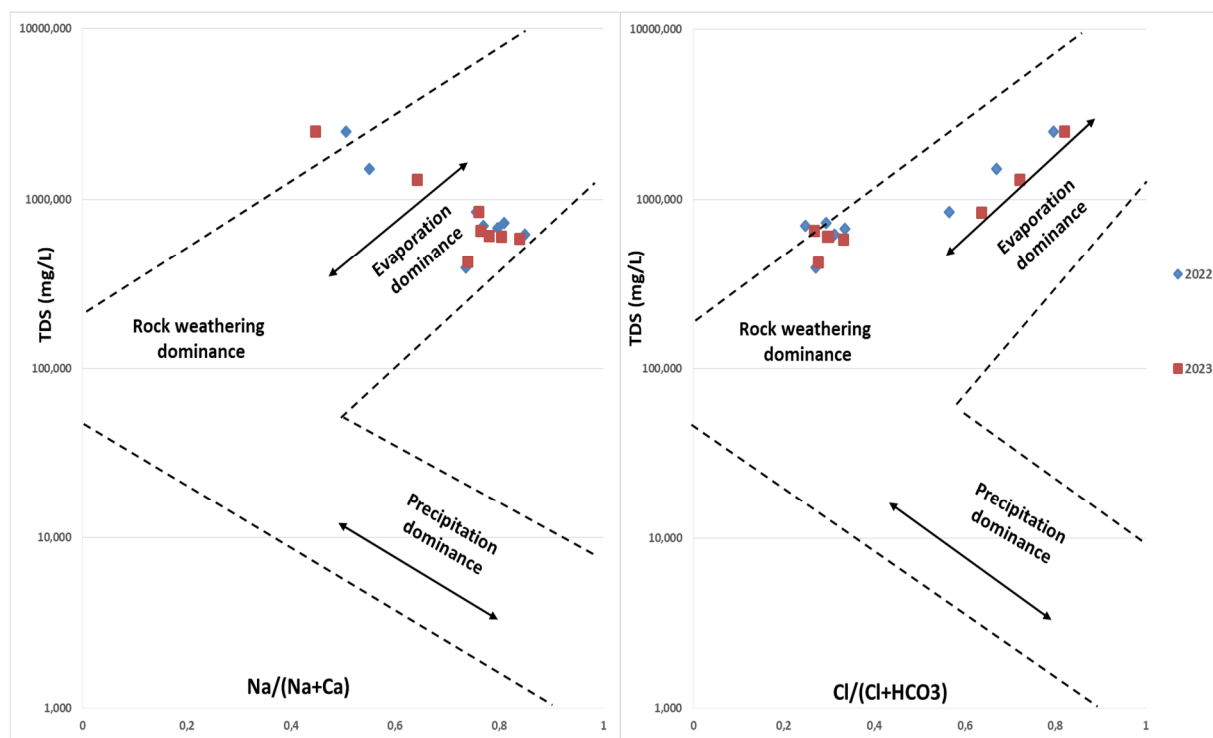 10000,000
1000,000
100,000
10,000
1,000
TDS (mg/L)
Evaporation
dominance
Rock weathering
dominance
Precipitation
dominance
Na/(Na+Ca)
0
0,2
0,4
0,6
0,8
1
10000,000
1000,000
100,000
10,000
1,000
TDS (mg/L)
Evaporation
dominance
Rock weathering
dominance
Precipitation
dominance
Cl/(Cl+HCO3)
0
0,2
0,4
0,6
0,8
1
2022
2023